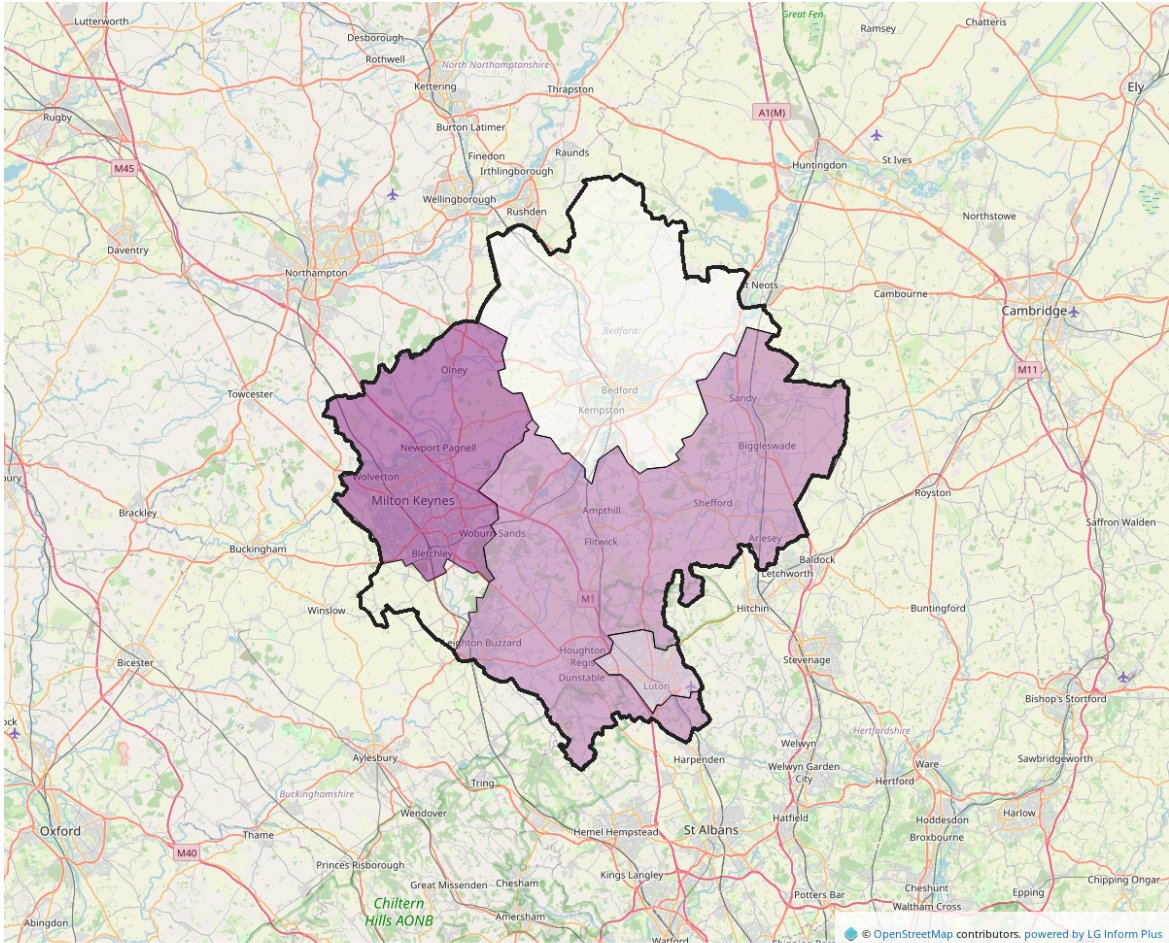 Lutterworth
Desborough
Rothwell
Great Fen
Ramsey
Chatteris
North Northamptonshire
Kettering
Thrapston
Ely
A1(M)
Rugby
Burton Latimer
M45
Finedon
Raunds
Irthlingborough
Huntingdon
St Ives
Wellingborough
Rushden
Northstowe
Daventry
Northampton
t Neots
Cambourne
Cambridge
Bedford
M11
Olney
Towcester
Bedford
Sandy
Kempston
Newport Pagnell
Biggleswade
Wolverton
Milton Keynes
Royston
Brackley
Ampthill
Shefford
Saffron Walden
Woburn Sands
Flitwick
Arlesey
Buckingham
Bletchley
Baldock
Letchworth
M1
Winslow
Hitchin
Buntingford
eighton Buzzard
Houghton
Regis
Stevenage
Bicester
Dunstable
Luton
Bishop's Stortford
ock
Hertfordshire
Aylesbury
Harpenden
Welwyn
Welwyn Garden
City
Ware
Sawbridgeworth
Tring
Hertford
Buckinghamshire
Wendover
Hatfield
Hoddesdon
Harlow
Oxford
Thame
Hemel Hempstead
St Albans
Broxbourne
M40
Princes Risborough
Kings Langley
Great Missenden
Chesham
Potters Bar
Cheshunt
Epping
Chipping Ongar
Chiltern
Hills AONB
Waltham Cross
Abingdon
Amersham
Watford
© OpenStreetMap contributors. powered by LG Inform Plus